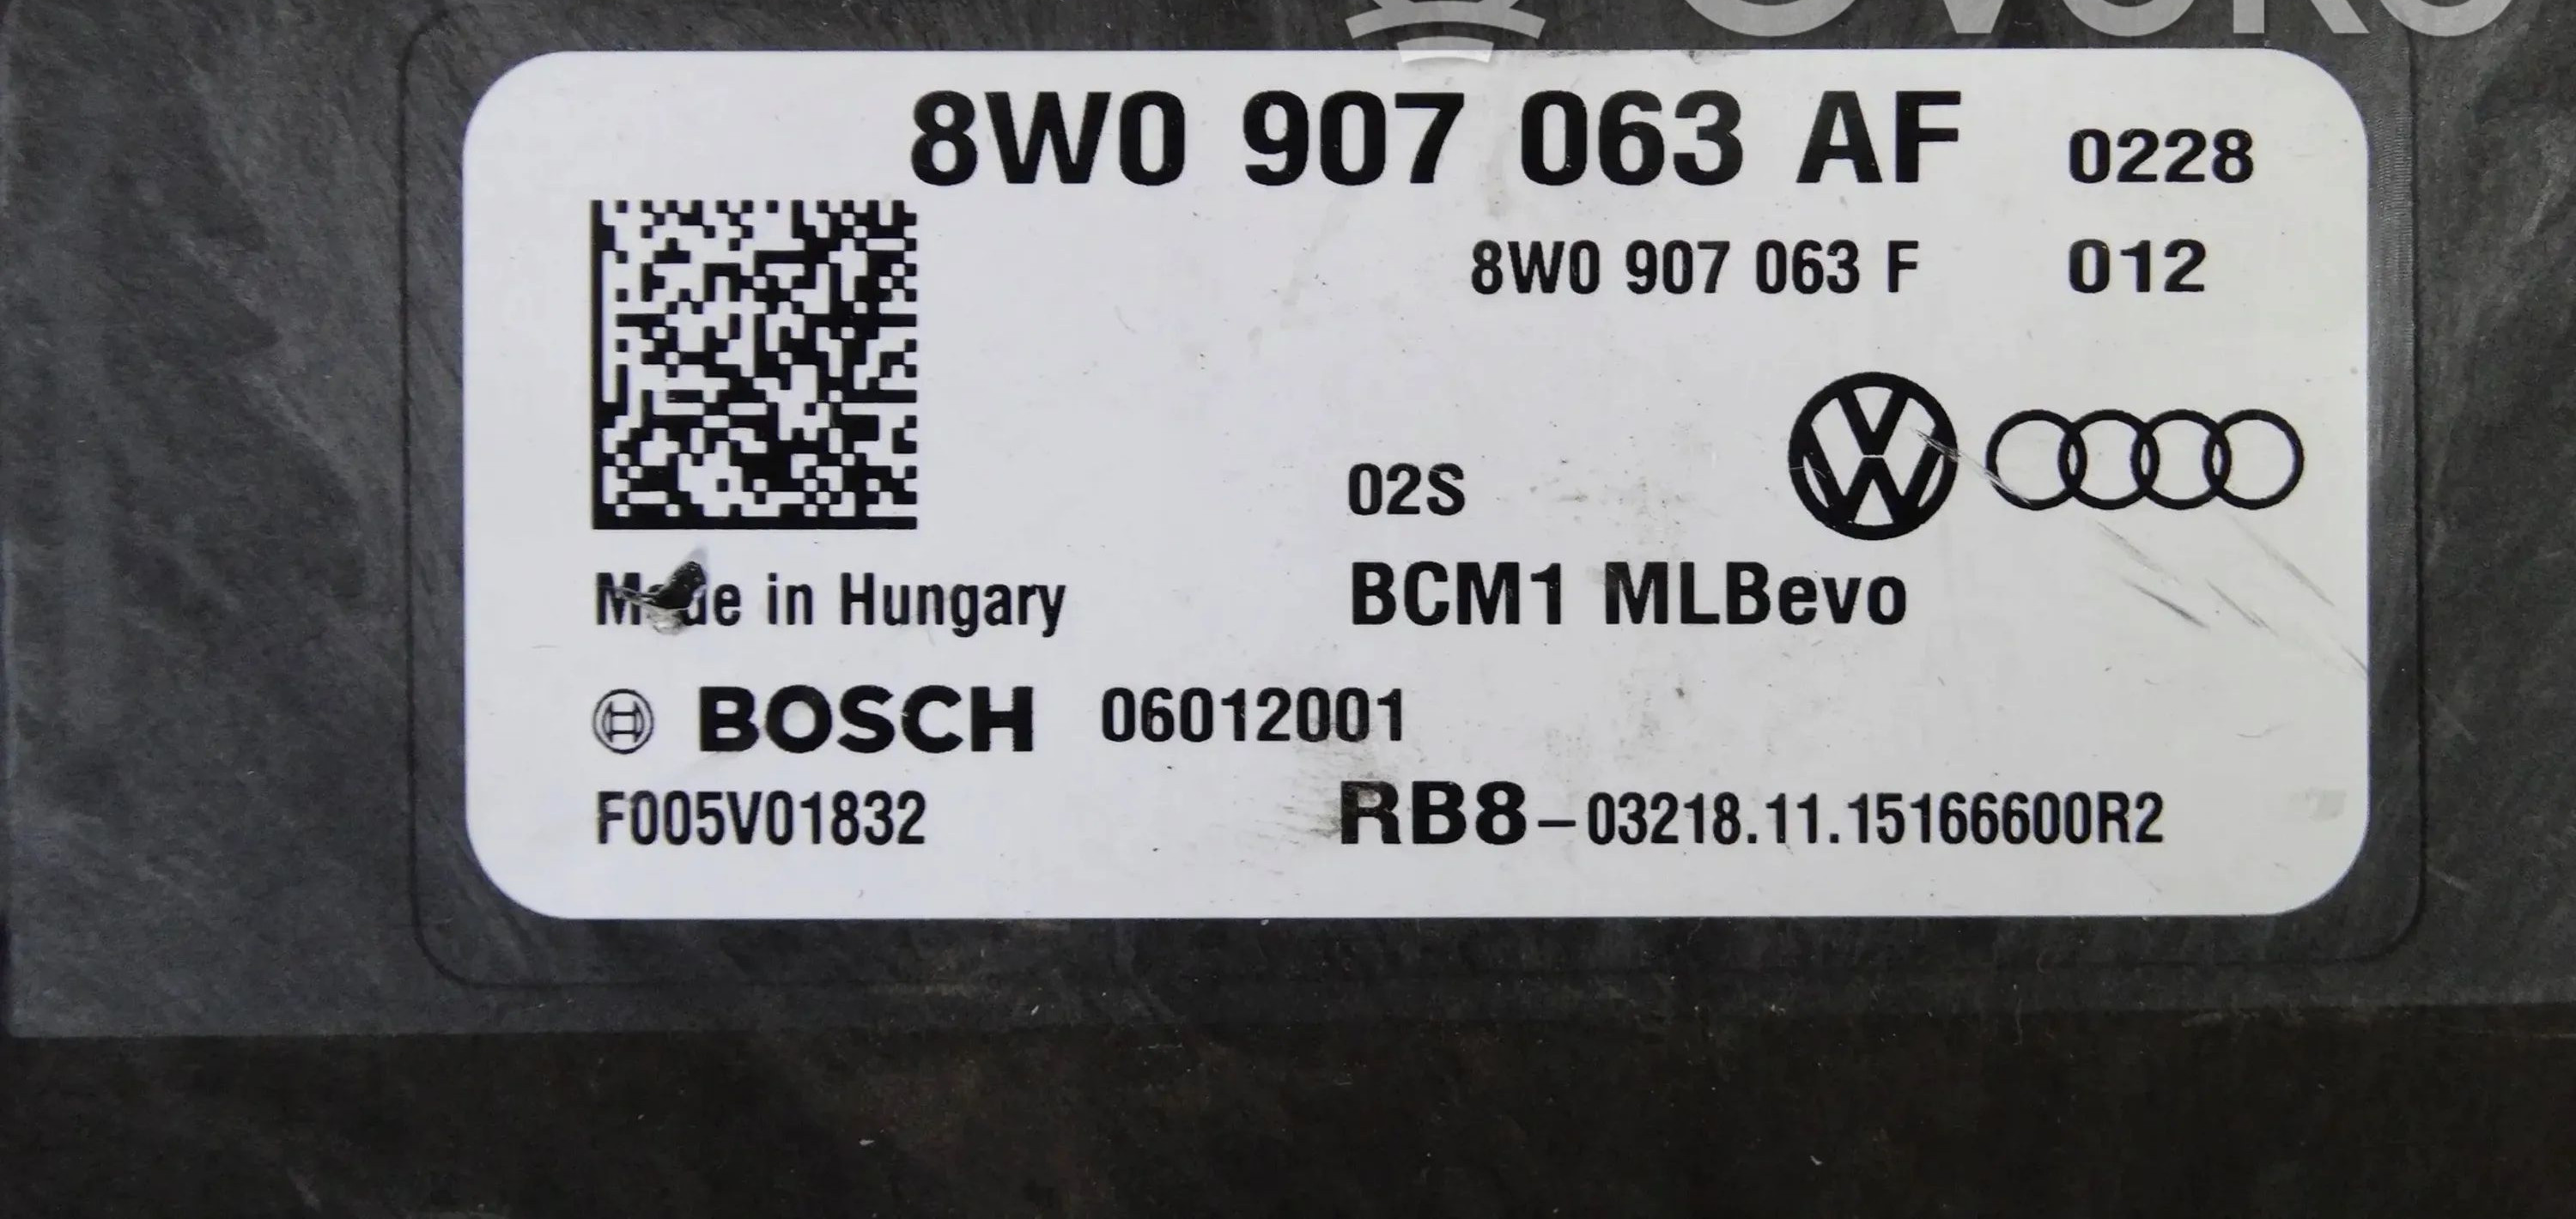 8W0 907 063 AF 0228
8W0 907 063 F 012
02S
Made in Hungary
BCM1 MLBevo
BOSCH 06012001
F005V01832
RB8-03218.11.15166600R2